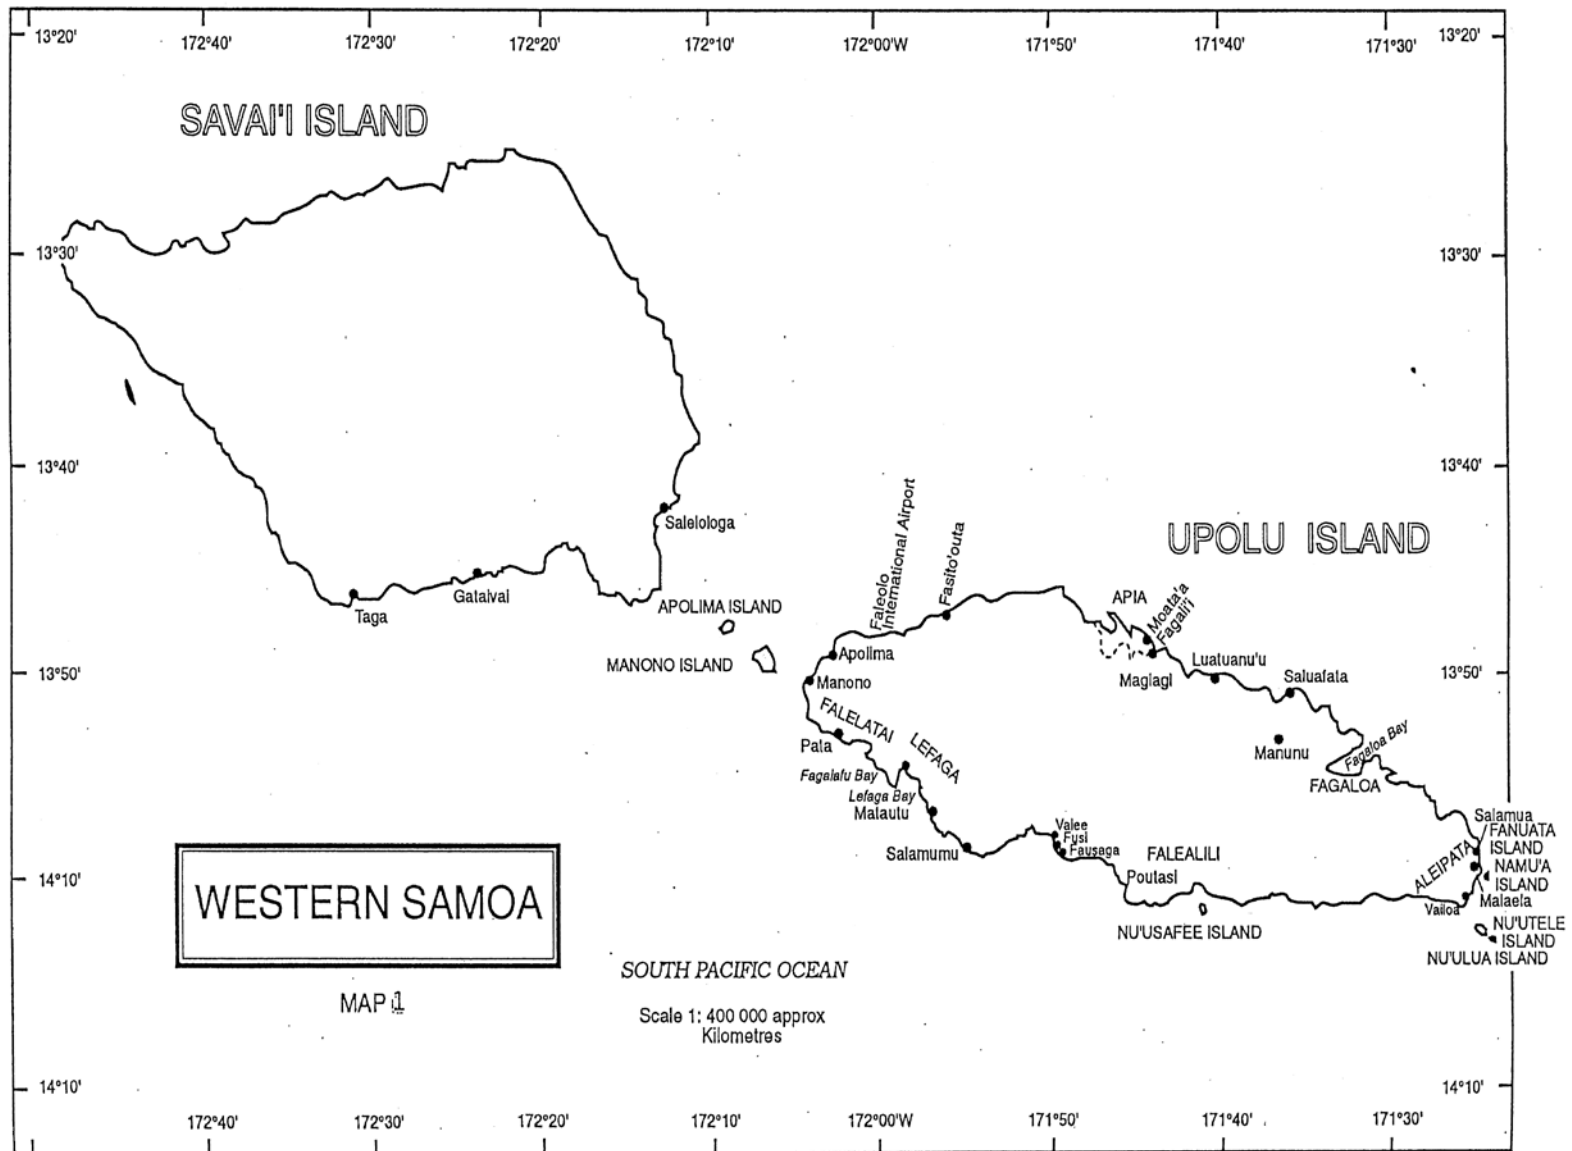 13°20' 172°40' 172°30' 172°20' 172°10' 172°00'W 171°50' 171°40' 171°30' 13°20'
SAVAI'I ISLAND
13°30' 13°30'
13°40' 13°40'
Salelologa
Faleolo
International Airport
Fasito'outa
UPOLU ISLAND
Taga
Gataivai
APOLIMA ISLAND
MANONO ISLAND
APIA
Moata'a
Fagali'i
Apolima
Manono
Magiagi
Luatuanu'u
Saluafata
13°50' 13°50'
FALELATAI
LEFAGA
Pata
Fagalafu Bay
Lefaga Bay
Matautu
Manunu
Fagaloa Bay
FAGALOA
Salamumu
Valee
Fusi
Fausaga
FALEALILI
Poutasi
Salamua
FANUATA
ISLAND
ALEIPATA
NAMU'A
ISLAND
Malaela
Vailoa
14°10' 14°10'
NU'USAFEE ISLAND
NU'UTELE
ISLAND
NU'ULUA ISLAND
WESTERN SAMOA
MAP 1
SOUTH PACIFIC OCEAN
Scale 1: 400 000 approx
Kilometres
14°10' 14°10'
172°40' 172°30' 172°20' 172°10' 172°00'W 171°50' 171°40' 171°30'